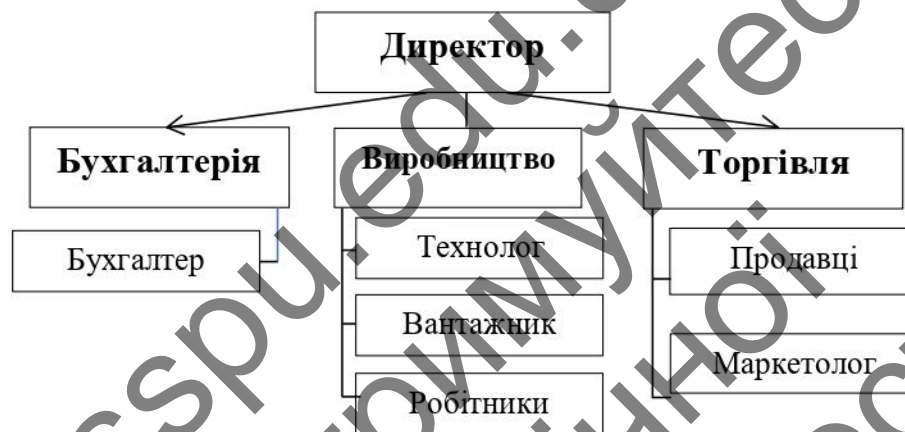 Директор
Бухгалтерія
Виробництво
Торгівля
Бухгалтер
Технолог
Вантажник
Робітники
Продавці
Маркетолог